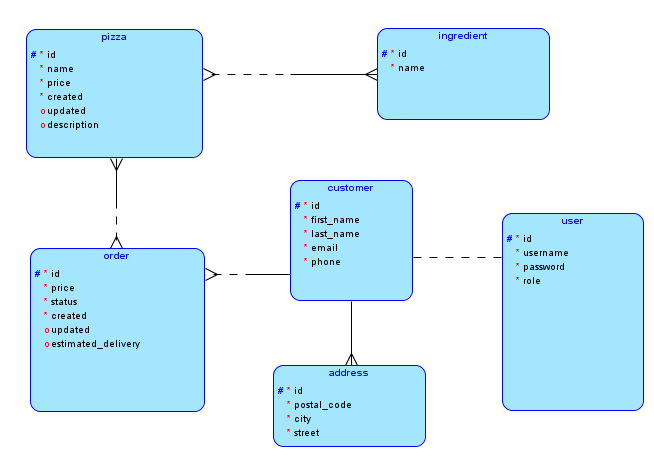 pizza
# * id
* name
* price
* created
o updated
o description
ingredient
# * id
* name
customer
# * id
* first_name
* last_name
* email
* phone
user
# * id
* username
* password
* role
order
# * id
* price
* status
* created
o updated
o estimated_delivery
address
# * id
* postal_code
* city
* street